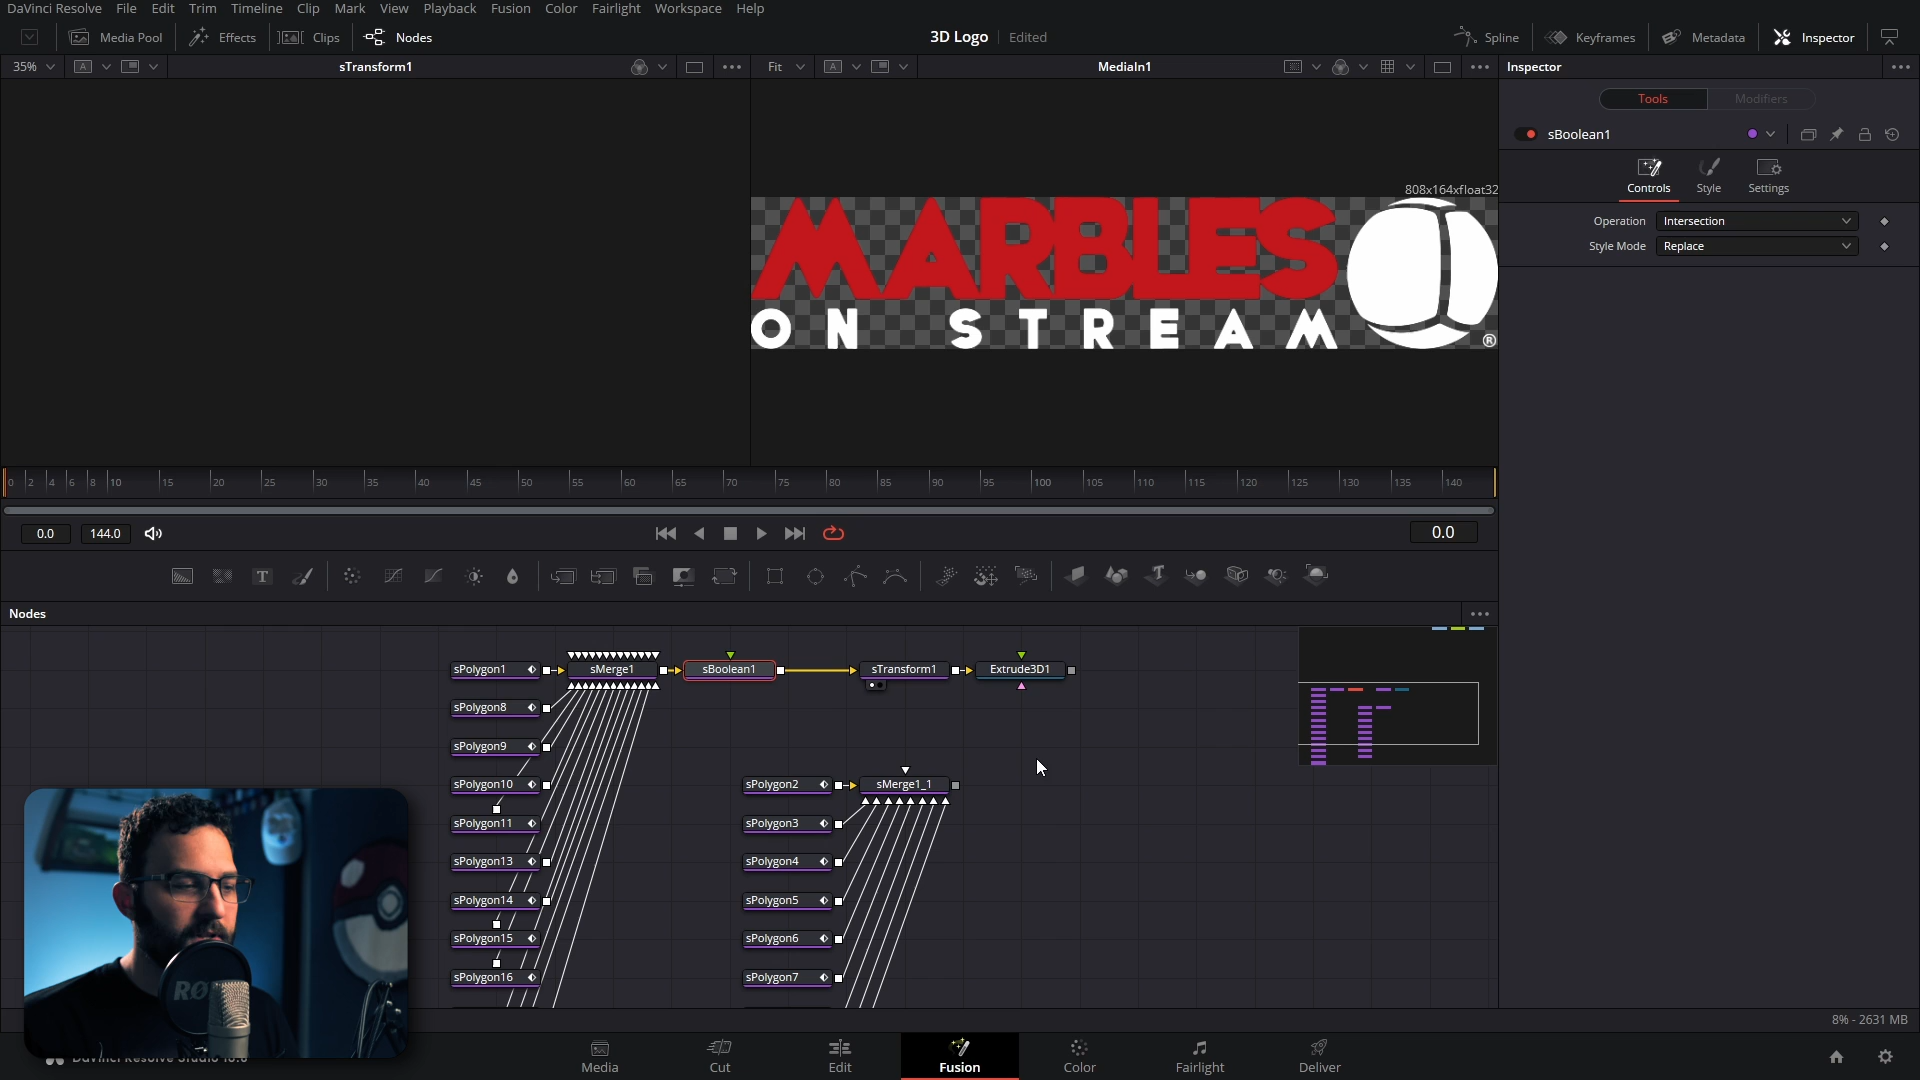 DaVinci Resolve File Edit Trim Timeline Clip Mark View Playback Fusion Color Fairlight Workspace Help
Media Pool Effects Clips Nodes 3D Logo Edited Spline Keyframes Metadata Inspector
35% A sTransform1 Fit A MediaIn1 Inspector
Tools Modifiers
sBoolean1
Controls Style Settings
808x164xfloat32
MARBLES
ON STREAM ®
Operation Intersection
Style Mode Replace
0 2 4 6 8 10 15 20 25 30 35 40 45 50 55 60 65 70 75 80 85 90 95 100 105 110 115 120 125 130 135 140
0.0 144.0 0.0
T
Nodes
sPolygon1 sMerge1 sBoolean1 sTransform1 Extrude3D1
sPolygon8
sPolygon9
sPolygon10 sPolygon2 sMerge1_1
sPolygon11 sPolygon3
sPolygon13 sPolygon4
sPolygon14 sPolygon5
sPolygon15 sPolygon6
sPolygon16 sPolygon7
RØ
8% - 2631 MB
Media Cut Edit Fusion Color Fairlight Deliver